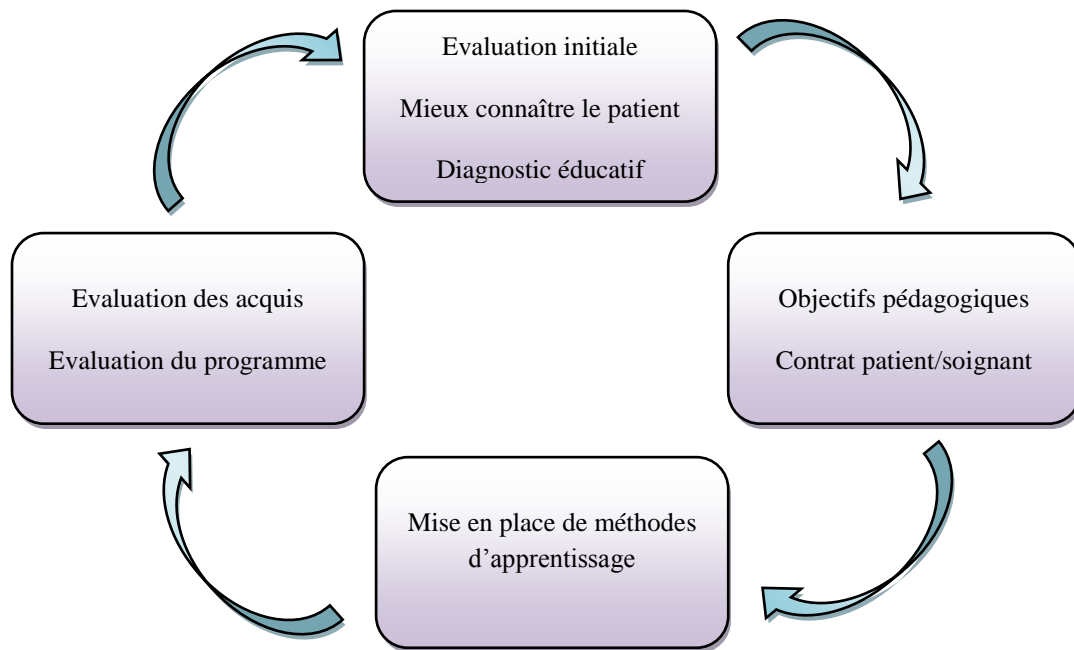 Evaluation initiale
Mieux connaître le patient
Diagnostic éducatif
Evaluation des acquis
Evaluation du programme
Objectifs pédagogiques
Contrat patient/soignant
Mise en place de méthodes
d’apprentissage